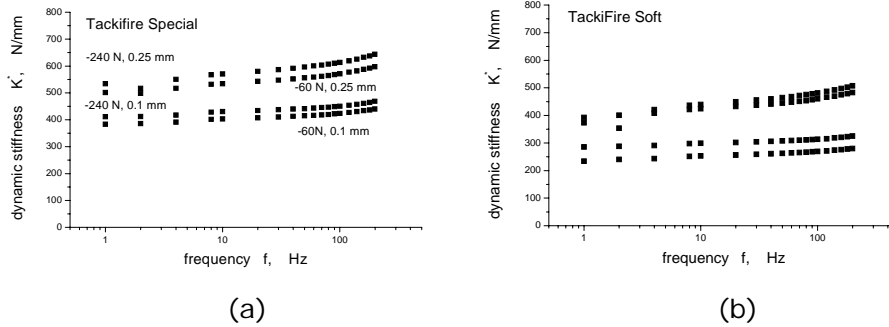 Tackifire Special
-240 N, 0.25 mm
-60 N, 0.25 mm
-240 N, 0.1 mm
-60N, 0.1 mm
dynamic stiffness K*, N/mm
800
700
600
500
400
300
200
100
0
1 10 100
frequency f, Hz
(a)
TackiFire Soft
dynamic stiffness K*, N/mm
800
700
600
500
400
300
200
100
0
1 10 100
frequency f, Hz
(b)